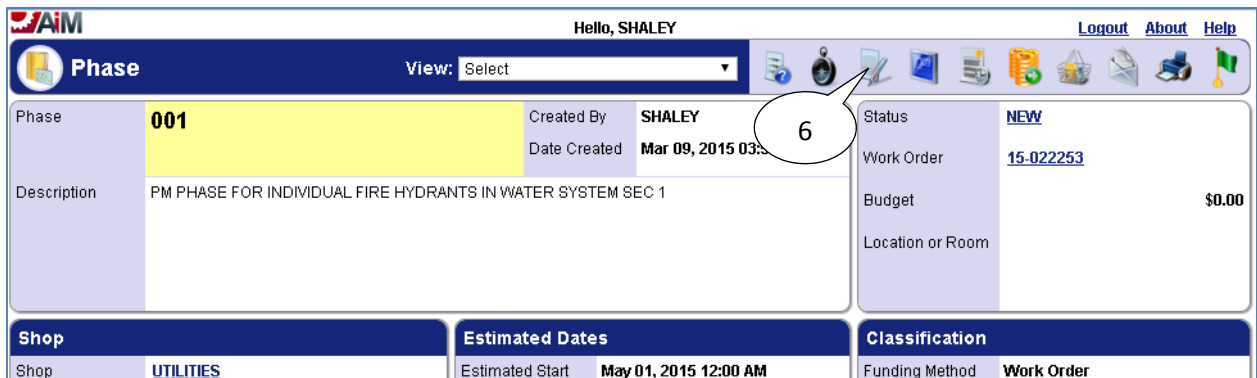 AiM
Hello, SHALEY
Logout About Help
Phase
View: Select
Phase
001
Created By SHALEY
Date Created Mar 09, 2015 03:
6
Status NEW
Work Order 15-022253
Description PM PHASE FOR INDIVIDUAL FIRE HYDRANTS IN WATER SYSTEM SEC 1
Budget $0.00
Location or Room
Shop
Estimated Dates
Classification
Shop UTILITIES
Estimated Start May 01, 2015 12:00 AM
Funding Method Work Order